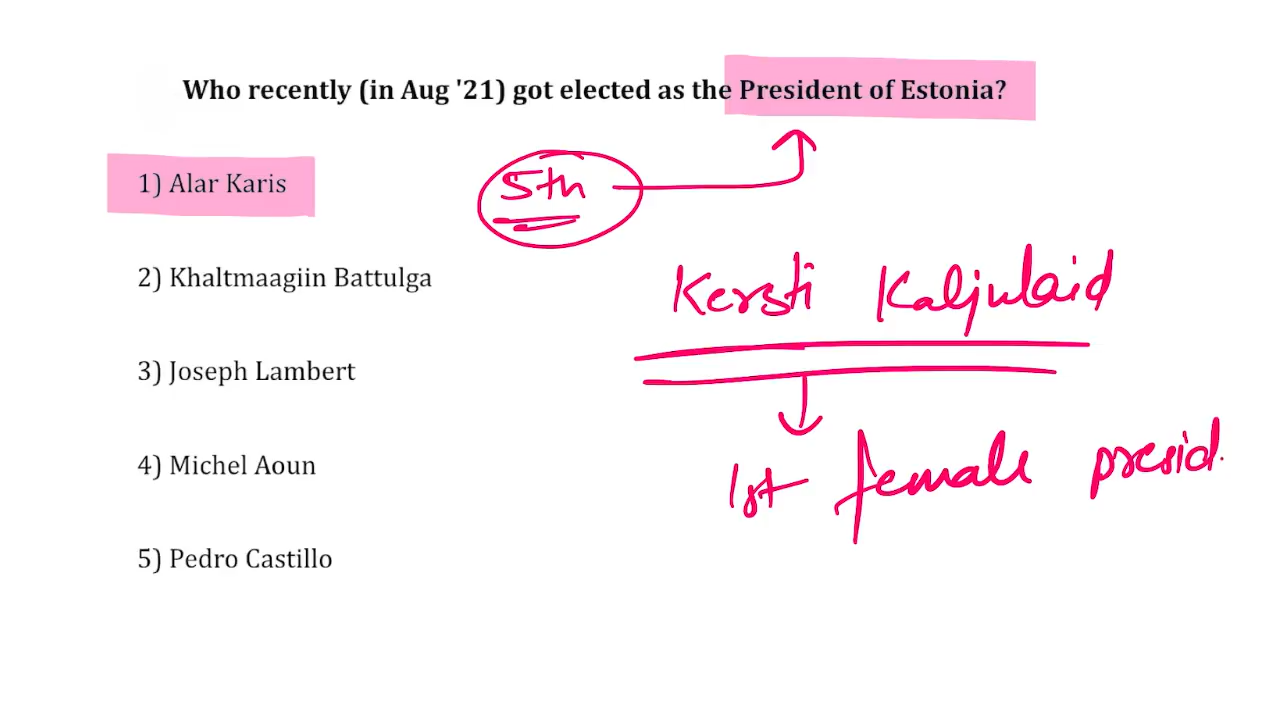 Who recently (in Aug '21) got elected as the President of Estonia?
1) Alar Karis
5th
2) Khaltmaagiin Battulga
Kersti Kaljulaid
3) Joseph Lambert
4) Michel Aoun
1st female presid.
5) Pedro Castillo